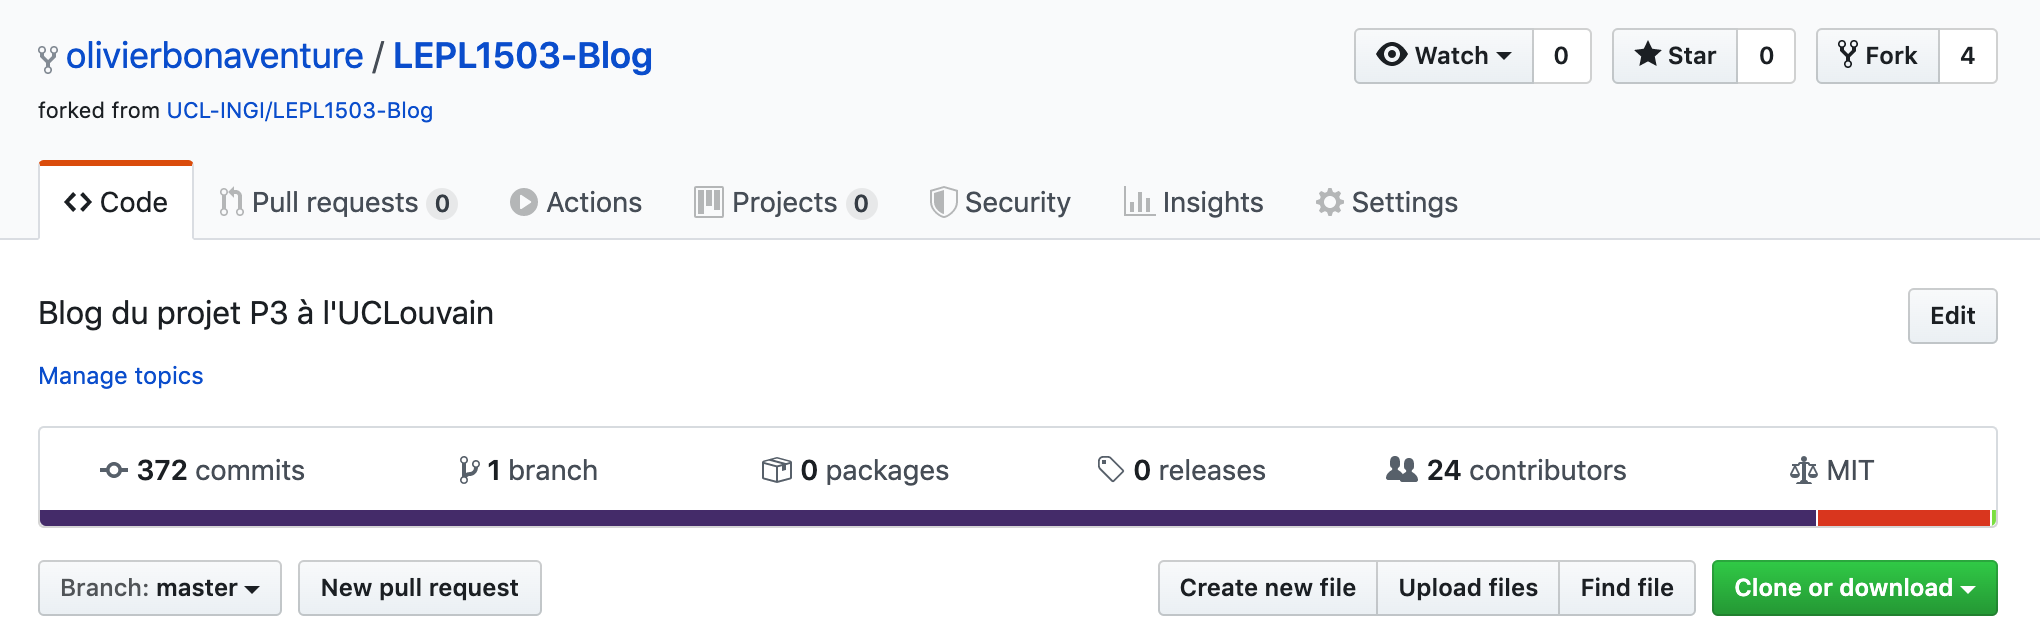 olivierbonaventure / LEPL1503-Blog
Watch 0 Star 0 Fork 4
forked from UCL-INGI/LEPL1503-Blog
Code Pull requests 0 Actions Projects 0 Security Insights Settings
Blog du projet P3 à l'UCLouvain
Edit
Manage topics
372 commits 1 branch 0 packages 0 releases 24 contributors MIT
Branch: master New pull request Create new file Upload files Find file Clone or download